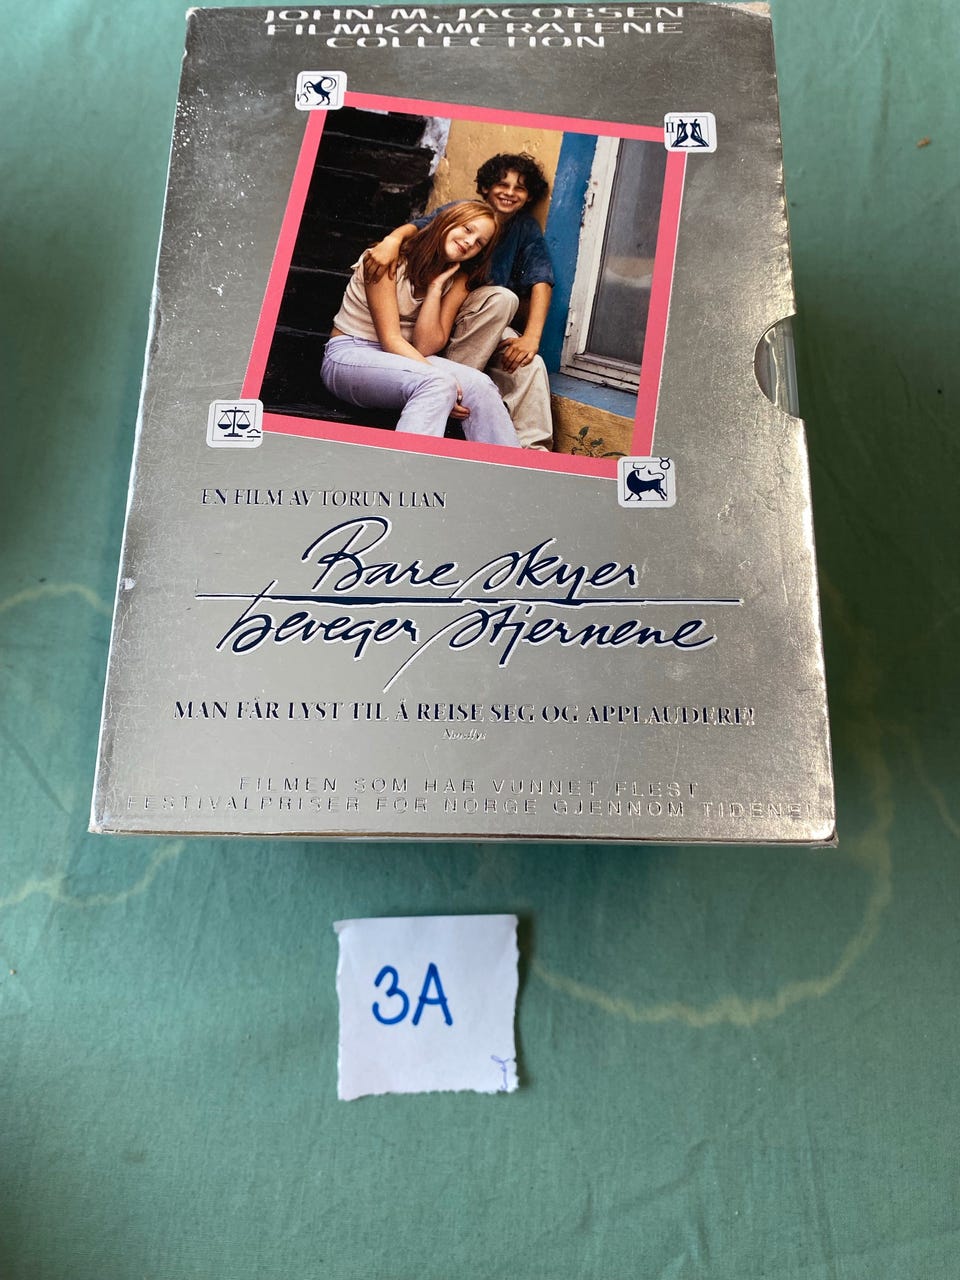 JOHN M. JACOBSEN
FILMKAMERATENE
COLLECTION
EN FILM AV TORUN LIAN
Bare skyer
beveger stjernene
MAN FÅR LYST TIL Å REISE SEG OG APPLAUDERE!
FILMEN SOM HAR VUNNET FLEST
FESTIVALPRISER FOR NORGE GJENNOM TIDENE!
3A